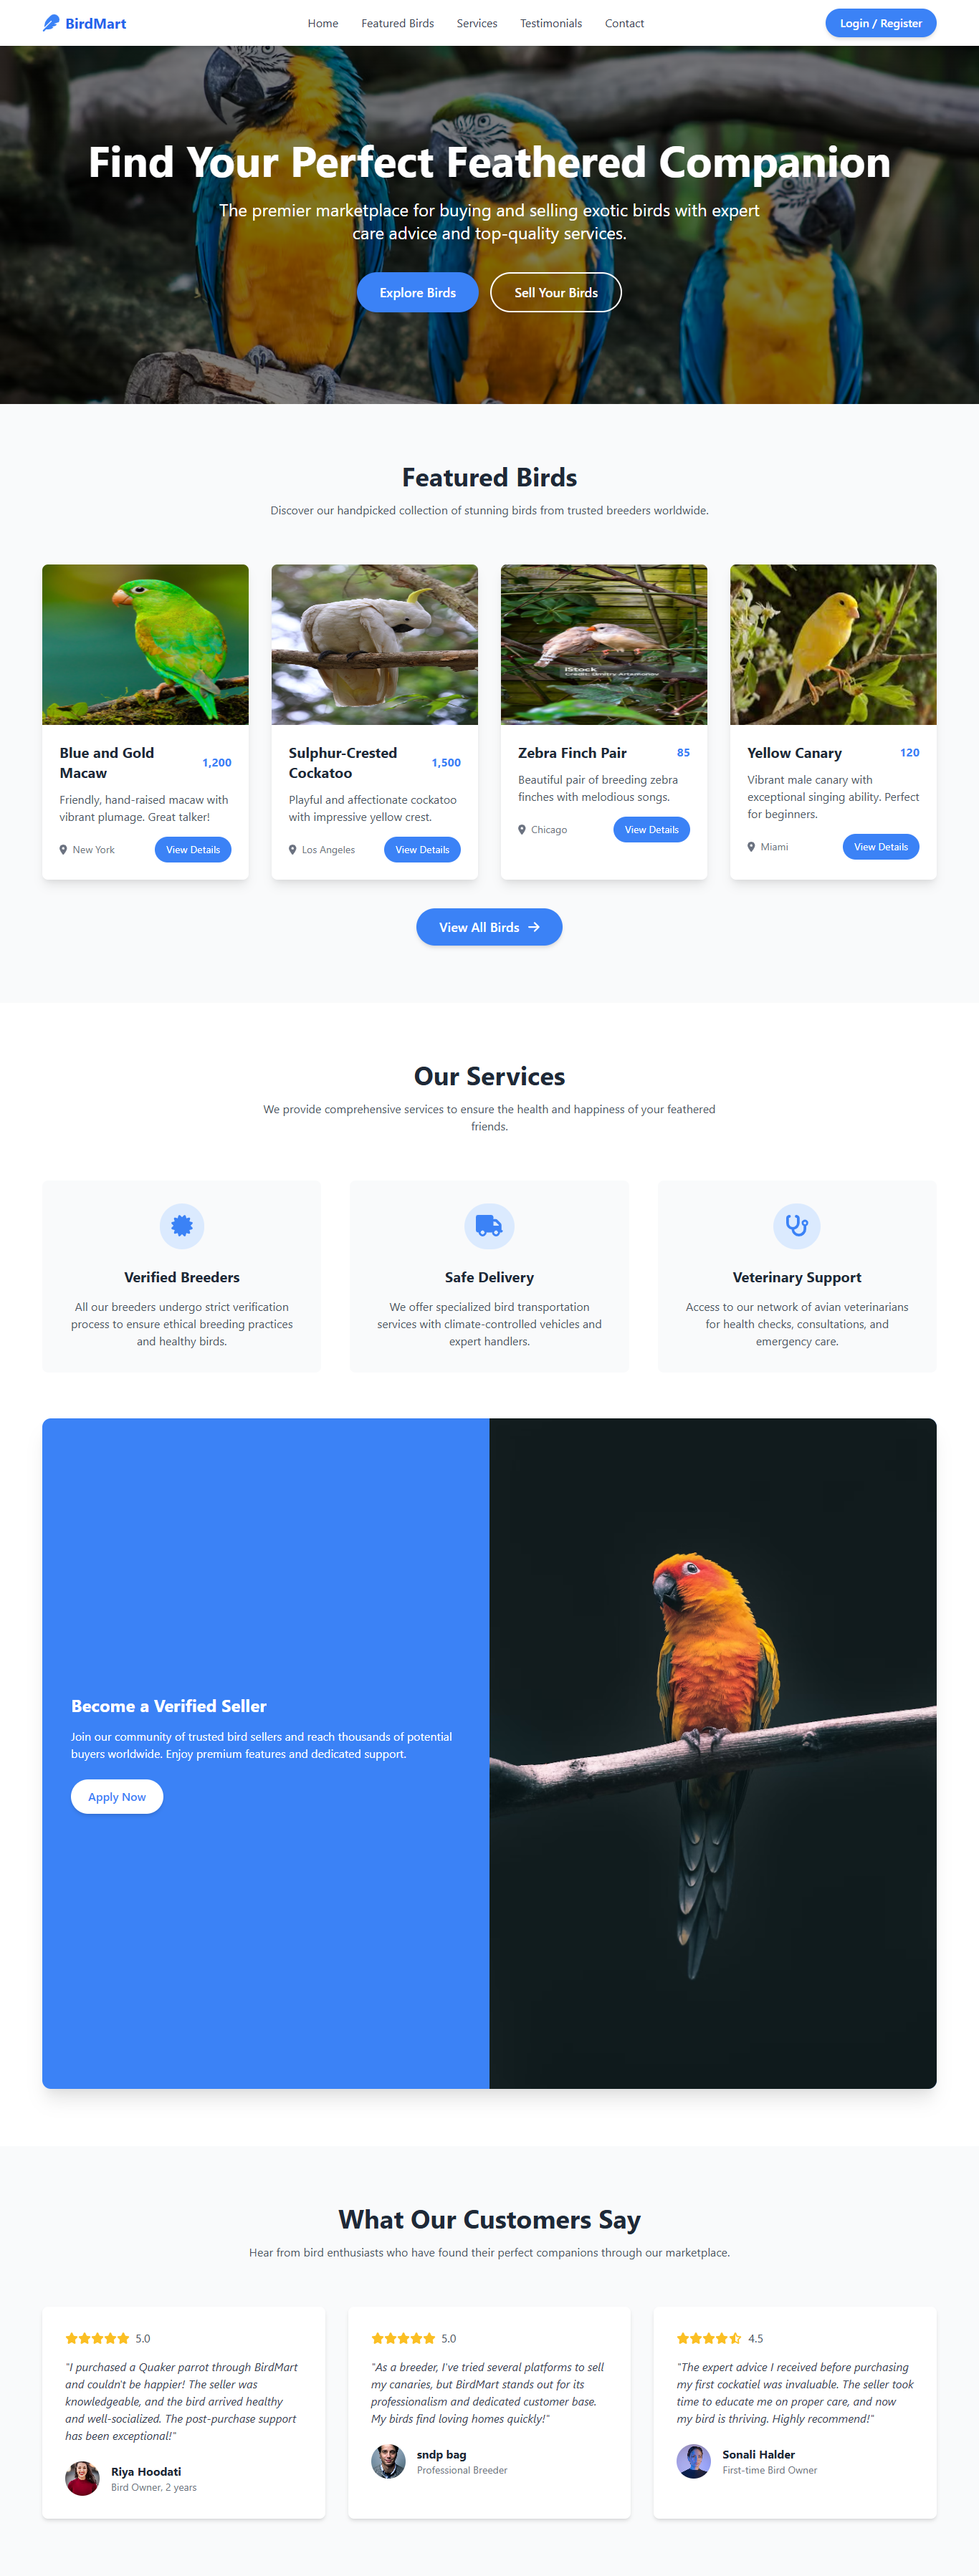 BirdMart
Home
Featured Birds
Services
Testimonials
Contact
Login / Register
Find Your Perfect Feathered Companion
The premier marketplace for buying and selling exotic birds with expert
care advice and top-quality services.
Explore Birds
Sell Your Birds
Featured Birds
Discover our handpicked collection of stunning birds from trusted breeders worldwide.
Blue and Gold
Macaw
1,200
Friendly, hand-raised macaw with
vibrant plumage. Great talker!
New York
View Details
Sulphur-Crested
Cockatoo
1,500
Playful and affectionate cockatoo
with impressive yellow crest.
Los Angeles
View Details
iStock
Zebra Finch Pair
85
Beautiful pair of breeding zebra
finches with melodious songs.
Chicago
View Details
Yellow Canary
120
Vibrant male canary with
exceptional singing ability. Perfect
for beginners.
Miami
View Details
View All Birds
Our Services
We provide comprehensive services to ensure the health and happiness of your feathered
friends.
Verified Breeders
All our breeders undergo strict verification
process to ensure ethical breeding practices
and healthy birds.
Safe Delivery
We offer specialized bird transportation
services with climate-controlled vehicles and
expert handlers.
Veterinary Support
Access to our network of avian veterinarians
for health checks, consultations, and
emergency care.
Become a Verified Seller
Join our community of trusted bird sellers and reach thousands of potential
buyers worldwide. Enjoy premium features and dedicated support.
Apply Now
What Our Customers Say
Hear from bird enthusiasts who have found their perfect companions through our marketplace.
5.0
"I purchased a Quaker parrot through BirdMart
and couldn't be happier! The seller was
knowledgeable, and the bird arrived healthy
and well-socialized. The post-purchase support
has been exceptional!"
Riya Hoodati
Bird Owner, 2 years
5.0
"As a breeder, I've tried several platforms to sell
my canaries, but BirdMart stands out for its
professionalism and dedicated customer base.
My birds find loving homes quickly!"
sndp bag
Professional Breeder
4.5
"The expert advice I received before purchasing
my first cockatiel was invaluable. The seller took
time to educate me on proper care, and now
my bird is thriving. Highly recommend!"
Sonali Halder
First-time Bird Owner